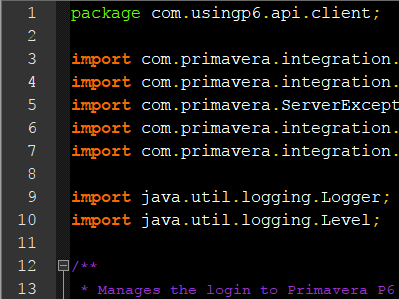 1 package com.usingp6.api.client;
2
3 import com.primavera.integration.
4 import com.primavera.integration.
5 import com.primavera.ServerExcept
6 import com.primavera.integration.
7 import com.primavera.integration.
8
9 import java.util.logging.Logger;
10 import java.util.logging.Level;
11
12 /**
13 * Manages the login to Primavera P6